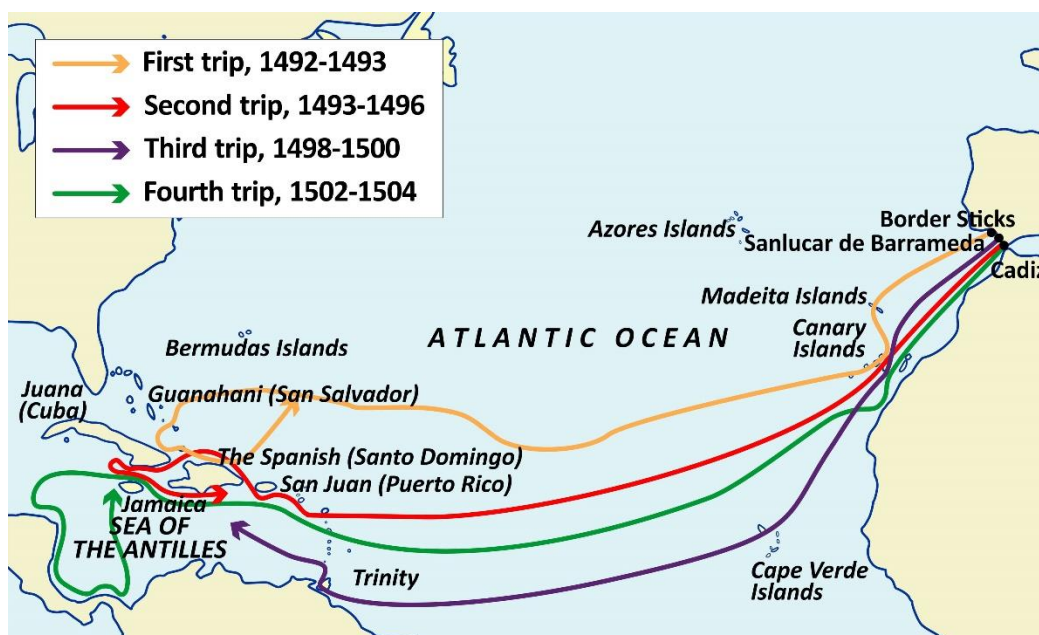 First trip, 1492-1493
Second trip, 1493-1496
Third trip, 1498-1500
Fourth trip, 1502-1504
Azores Islands
Border Sticks
Sanlucar de Barrameda
Cadiz
Madeita Islands
ATLANTIC OCEAN
Canary
Islands
Bermudas Islands
Juana
(Cuba)
Guanahani (San Salvador)
The Spanish (Santo Domingo)
San Juan (Puerto Rico)
Jamaica
SEA OF
THE ANTILLES
Trinity
Cape Verde
Islands